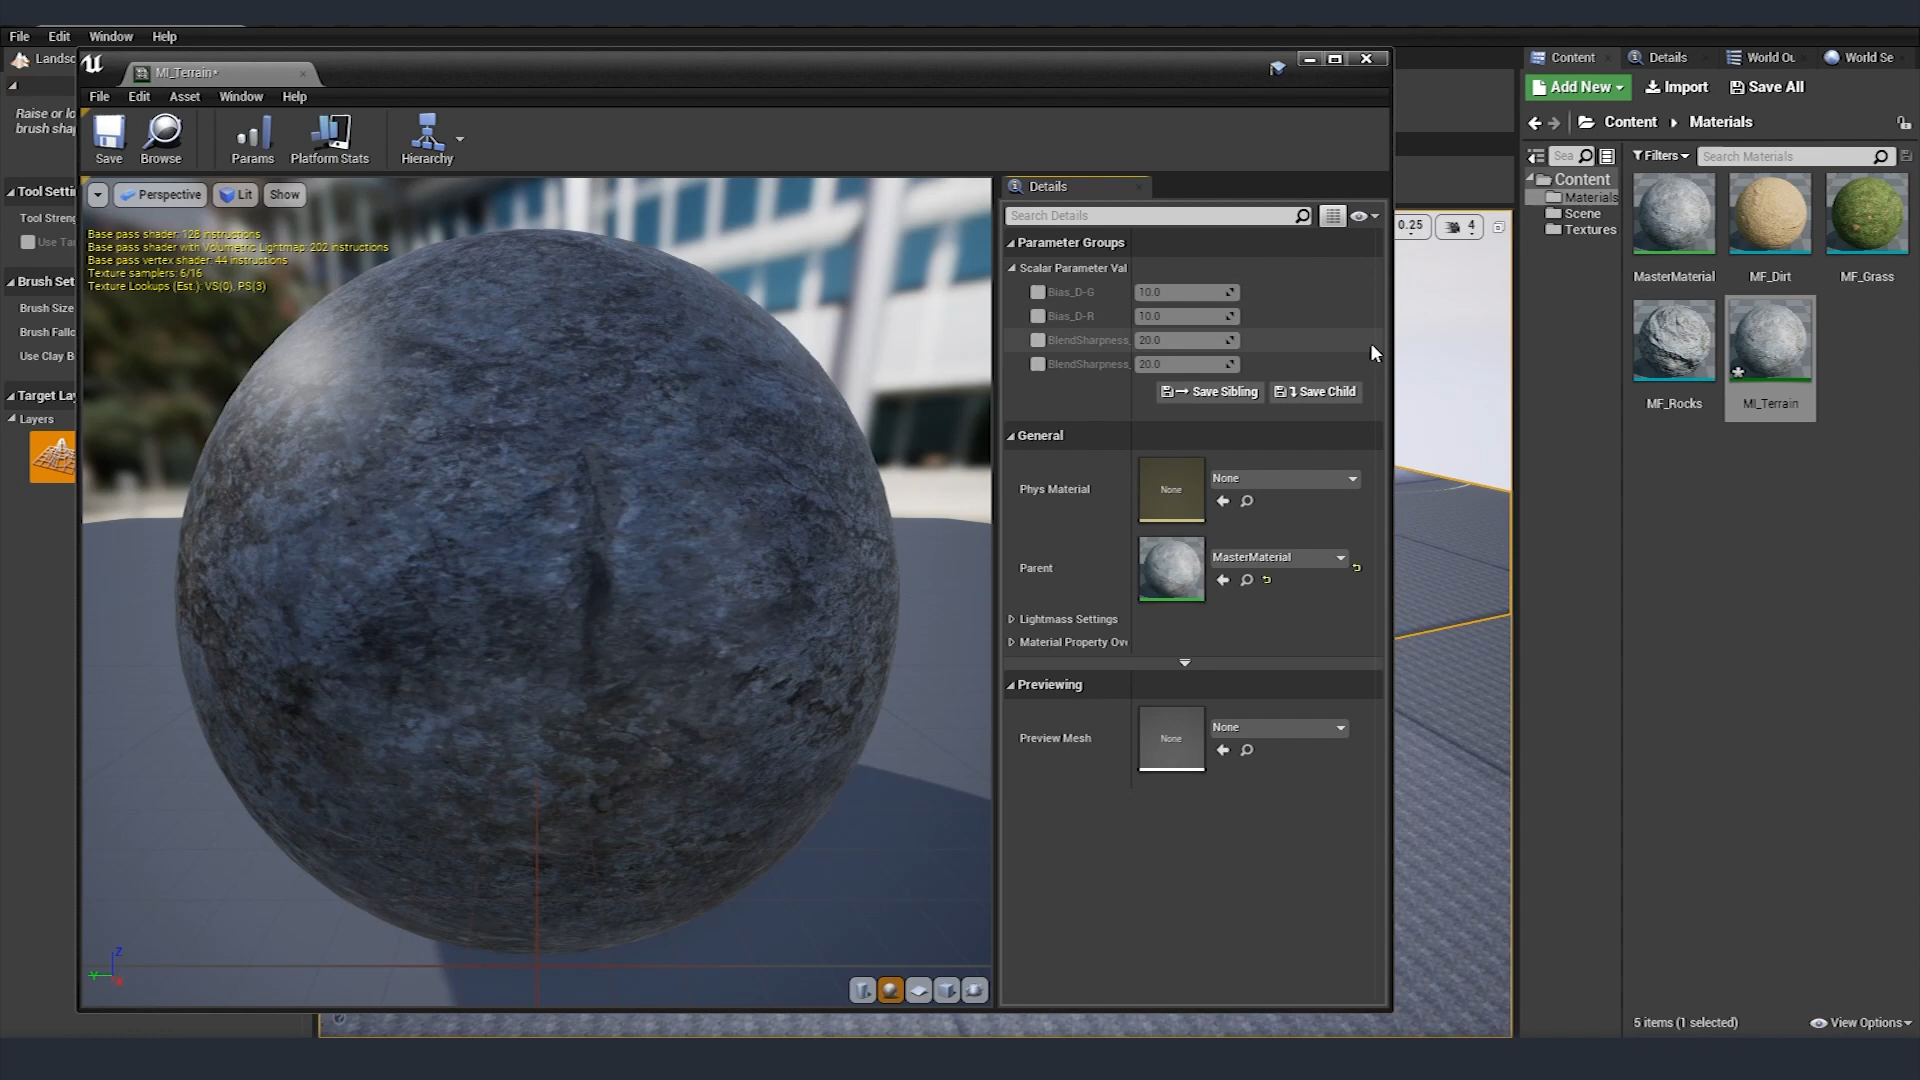 File Edit Window Help
Landsc
Raise or lo
brush shap
Tool Setti
Tool Streng
Use Ta
Brush Set
Brush Size
Brush Fallo
Use Clay B
Target Lay
Layers
MI_Terrain*
File Edit Asset Window Help
Save Browse Params Platform Stats Hierarchy
Perspective Lit Show
Base pass shader: 128 instructions
Base pass shader with Volumetric Lightmap: 202 instructions
Base pass vertex shader: 44 instructions
Texture samplers: 6/16
Texture Lookups (Est.): VS(0), PS(3)
Z
Y
Details
Search Details
Parameter Groups
Scalar Parameter Val
Bias_D-G 10.0
Bias_D-R 10.0
BlendSharpness_ 20.0
BlendSharpness_ 20.0
Save Sibling Save Child
General
Phys Material None None
Parent MasterMaterial
Lightmass Settings
Material Property Ov
Previewing
Preview Mesh None None
0.25 4
Content Details World Ou World Se
Add New Import Save All
Content Materials
Sea Filters Search Materials
Content
Materials
Scene
Textures
MasterMaterial MF_Dirt MF_Grass
MF_Rocks MI_Terrain
5 items (1 selected) View Options